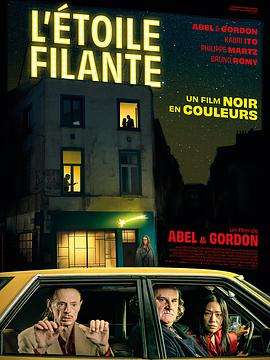 L'ÉTOILE
FILANTE
ABEL & GORDON
KAORI ITO
PHILIPPE MARTZ
BRUNO ROMY
UN FILM NOIR
EN COULEURS
un film de
ABEL & GORDON